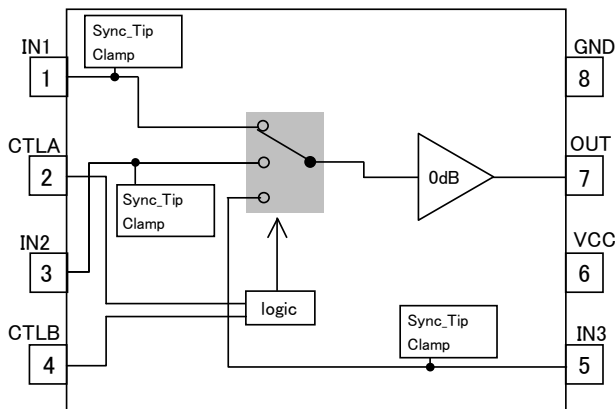 Sync_Tip
Clamp
IN1
1
GND
8
CTLA
2
0dB
OUT
7
Sync_Tip
Clamp
IN2
3
VCC
6
logic
Sync_Tip
Clamp
CTLB
4
IN3
5